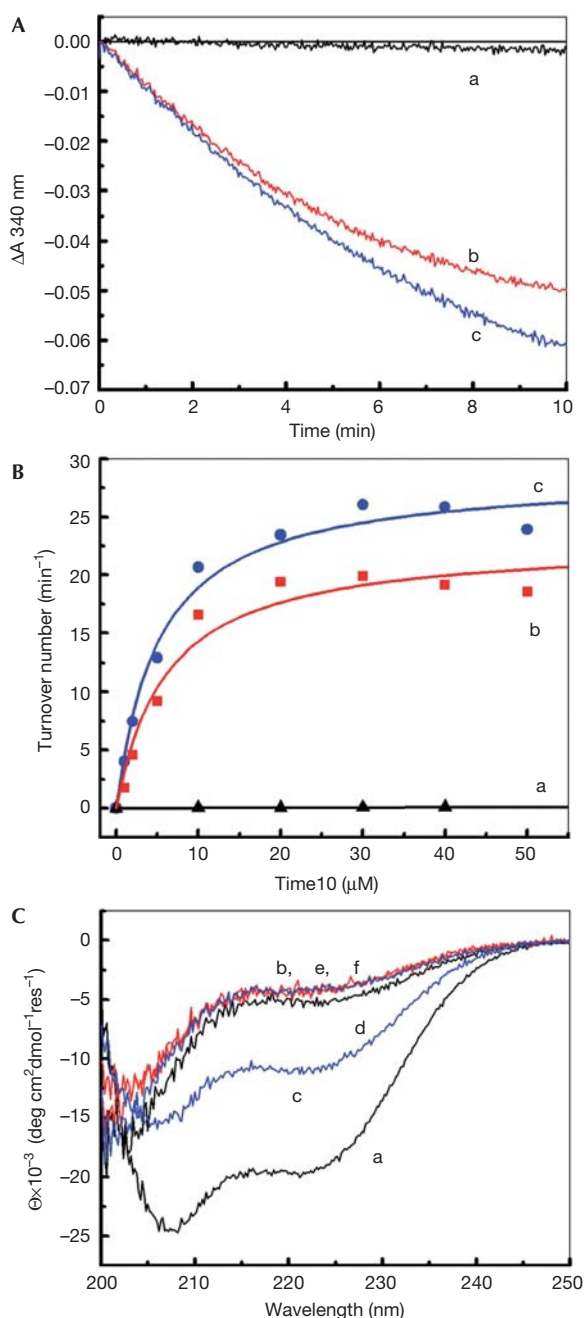 A
0.00
–0.01
–0.02
–0.03
–0.04
–0.05
–0.06
–0.07
ΔA 340 nm
a
b
c
0 2 4 6 8 10
Time (min)
B
30
25
20
15
10
5
0
Turnover number (min⁻¹)
c
b
a
0 10 20 30 40 50
Time10 (μM)
C
0
–5
–10
–15
–20
–25
Θ×10⁻³ (deg cm²dmol⁻¹res⁻¹)
b, e, f
d
c
a
200 210 220 230 240 250
Wavelength (nm)